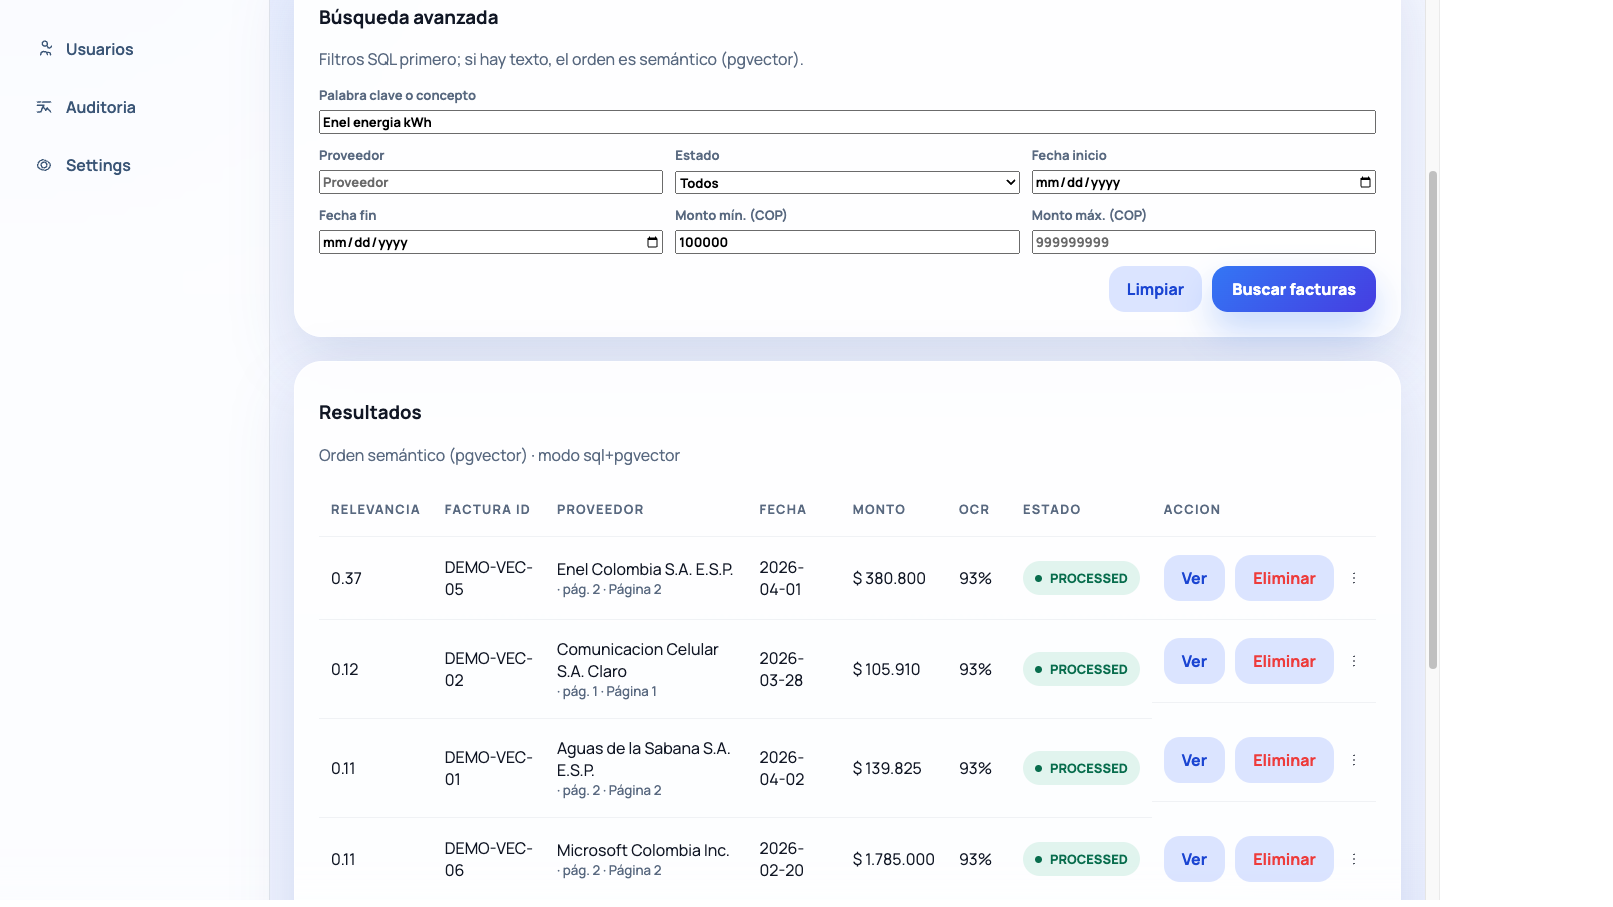 Usuarios
Auditoria
Settings
Búsqueda avanzada
Filtros SQL primero; si hay texto, el orden es semántico (pgvector).
Palabra clave o concepto
Enel energia kWh
Proveedor
Estado
Fecha inicio
Proveedor
Todos
mm/dd/yyyy
Fecha fin
Monto mín. (COP)
Monto máx. (COP)
mm/dd/yyyy
100000
999999999
Limpiar
Buscar facturas
Resultados
Orden semántico (pgvector) · modo sql+pgvector
RELEVANCIA
FACTURA ID
PROVEEDOR
FECHA
MONTO
OCR
ESTADO
ACCION
0.37
DEMO-VEC-
05
Enel Colombia S.A. E.S.P.
· pág. 2 · Página 2
2026-
04-01
$ 380.800
93%
PROCESSED
Ver
Eliminar
0.12
DEMO-VEC-
02
Comunicacion Celular
S.A. Claro
· pág. 1 · Página 1
2026-
03-28
$ 105.910
93%
PROCESSED
Ver
Eliminar
0.11
DEMO-VEC-
01
Aguas de la Sabana S.A.
E.S.P.
· pág. 2 · Página 2
2026-
04-02
$ 139.825
93%
PROCESSED
Ver
Eliminar
0.11
DEMO-VEC-
06
Microsoft Colombia Inc.
· pág. 2 · Página 2
2026-
02-20
$ 1.785.000
93%
PROCESSED
Ver
Eliminar